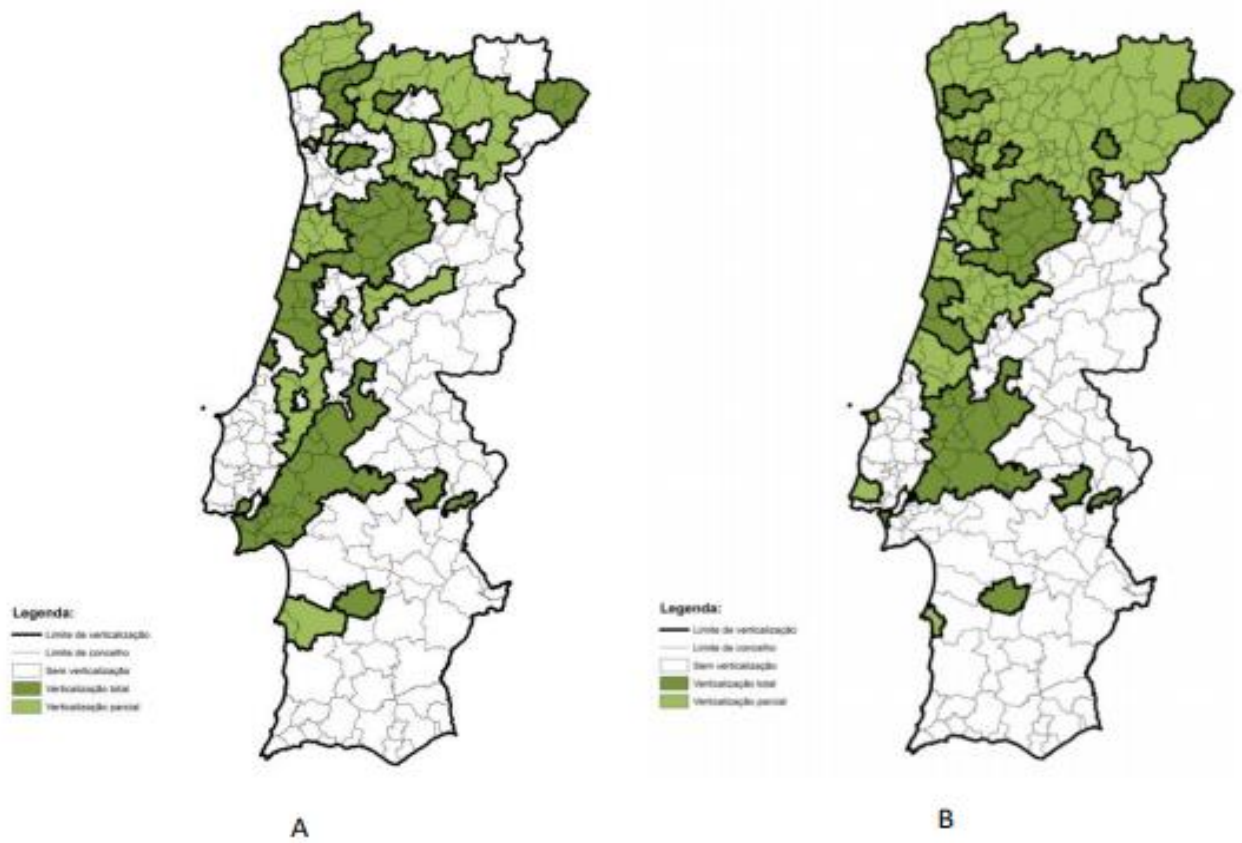 Legenda:
Limite de verticalização
Limite de concelho
Sem verticalização
Verticalização total
Verticalização parcial
A
Legenda:
Limite de verticalização
Limite de concelho
Sem verticalização
Verticalização total
Verticalização parcial
B